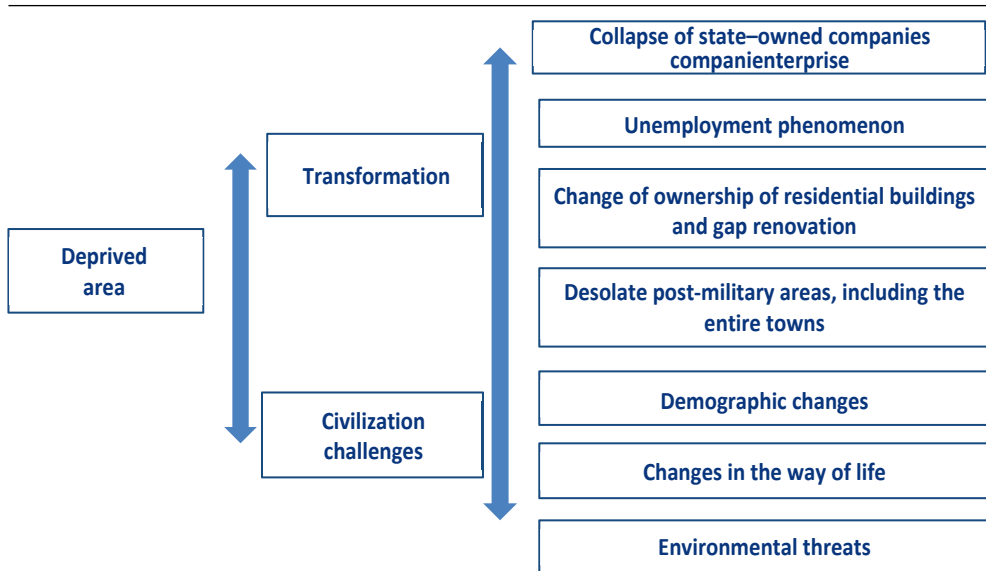 Collapse of state–owned companies
companienterprise
Unemployment phenomenon
Transformation
Change of ownership of residential buildings
and gap renovation
Deprived
area
Desolate post-military areas, including the
entire towns
Demographic changes
Civilization
challenges
Changes in the way of life
Environmental threats